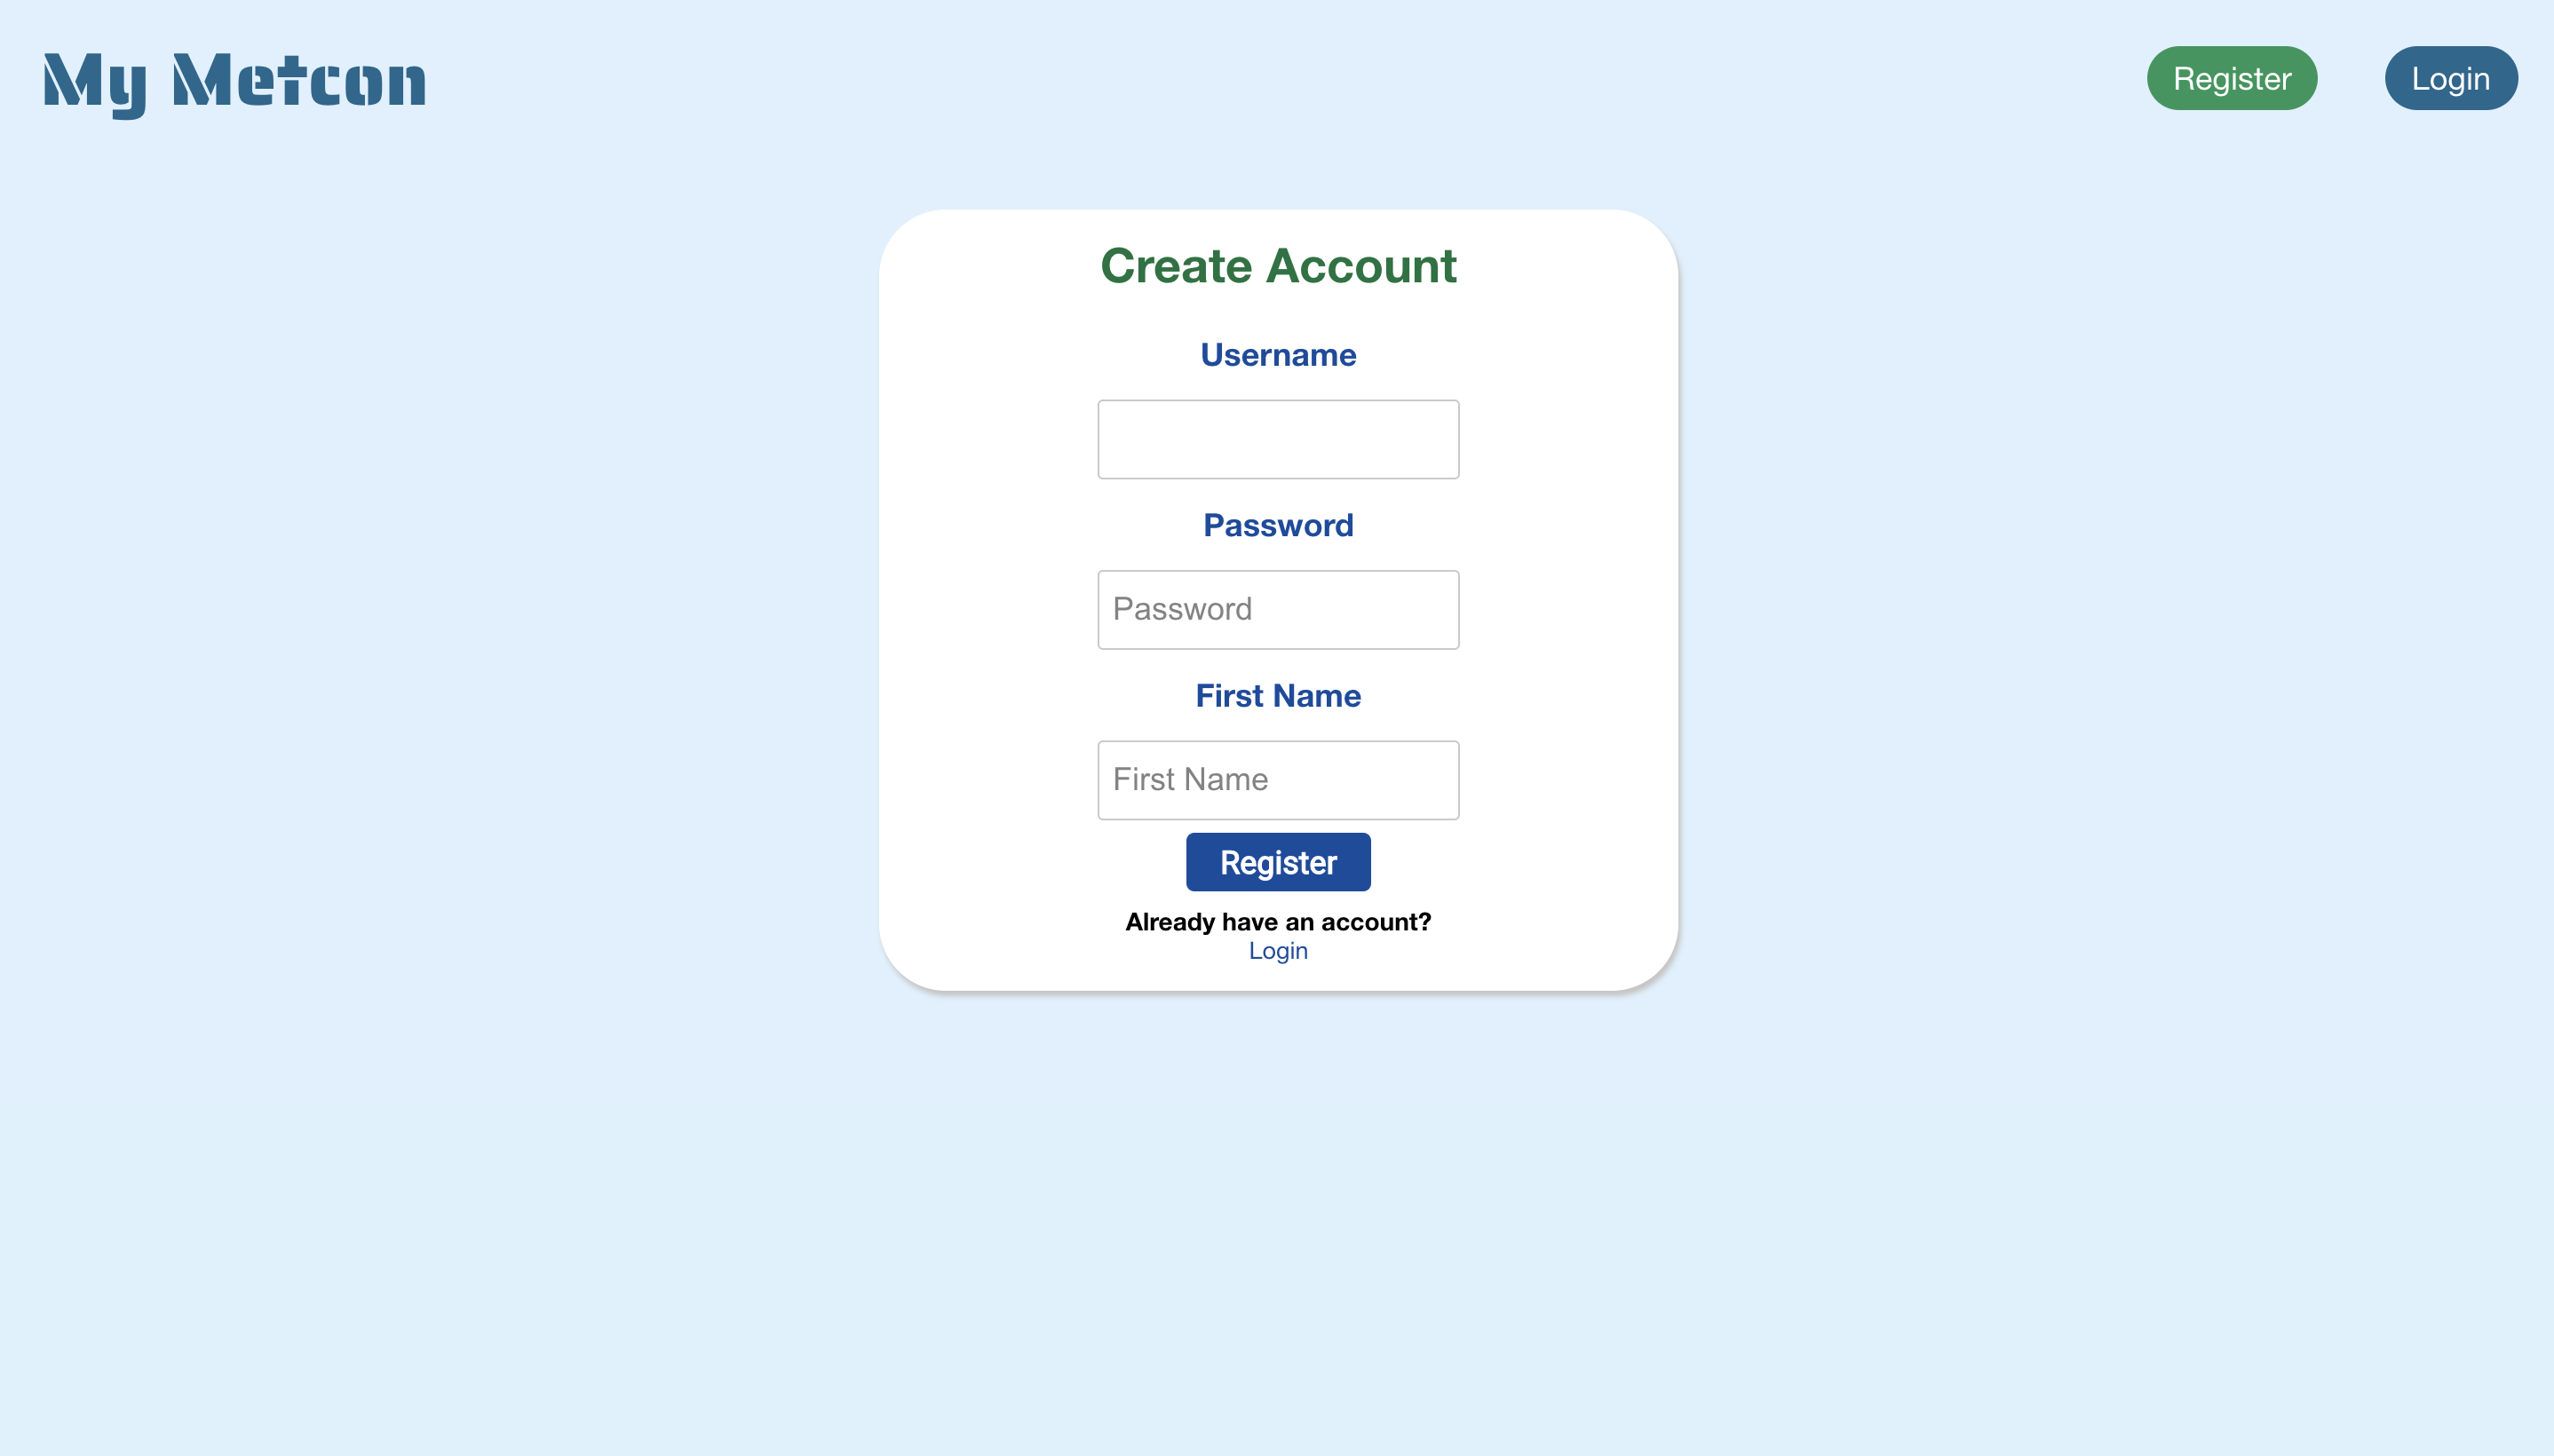 My Metcon
Register
Login
Create Account
Username
Password
Password
First Name
First Name
Register
Already have an account?
Login